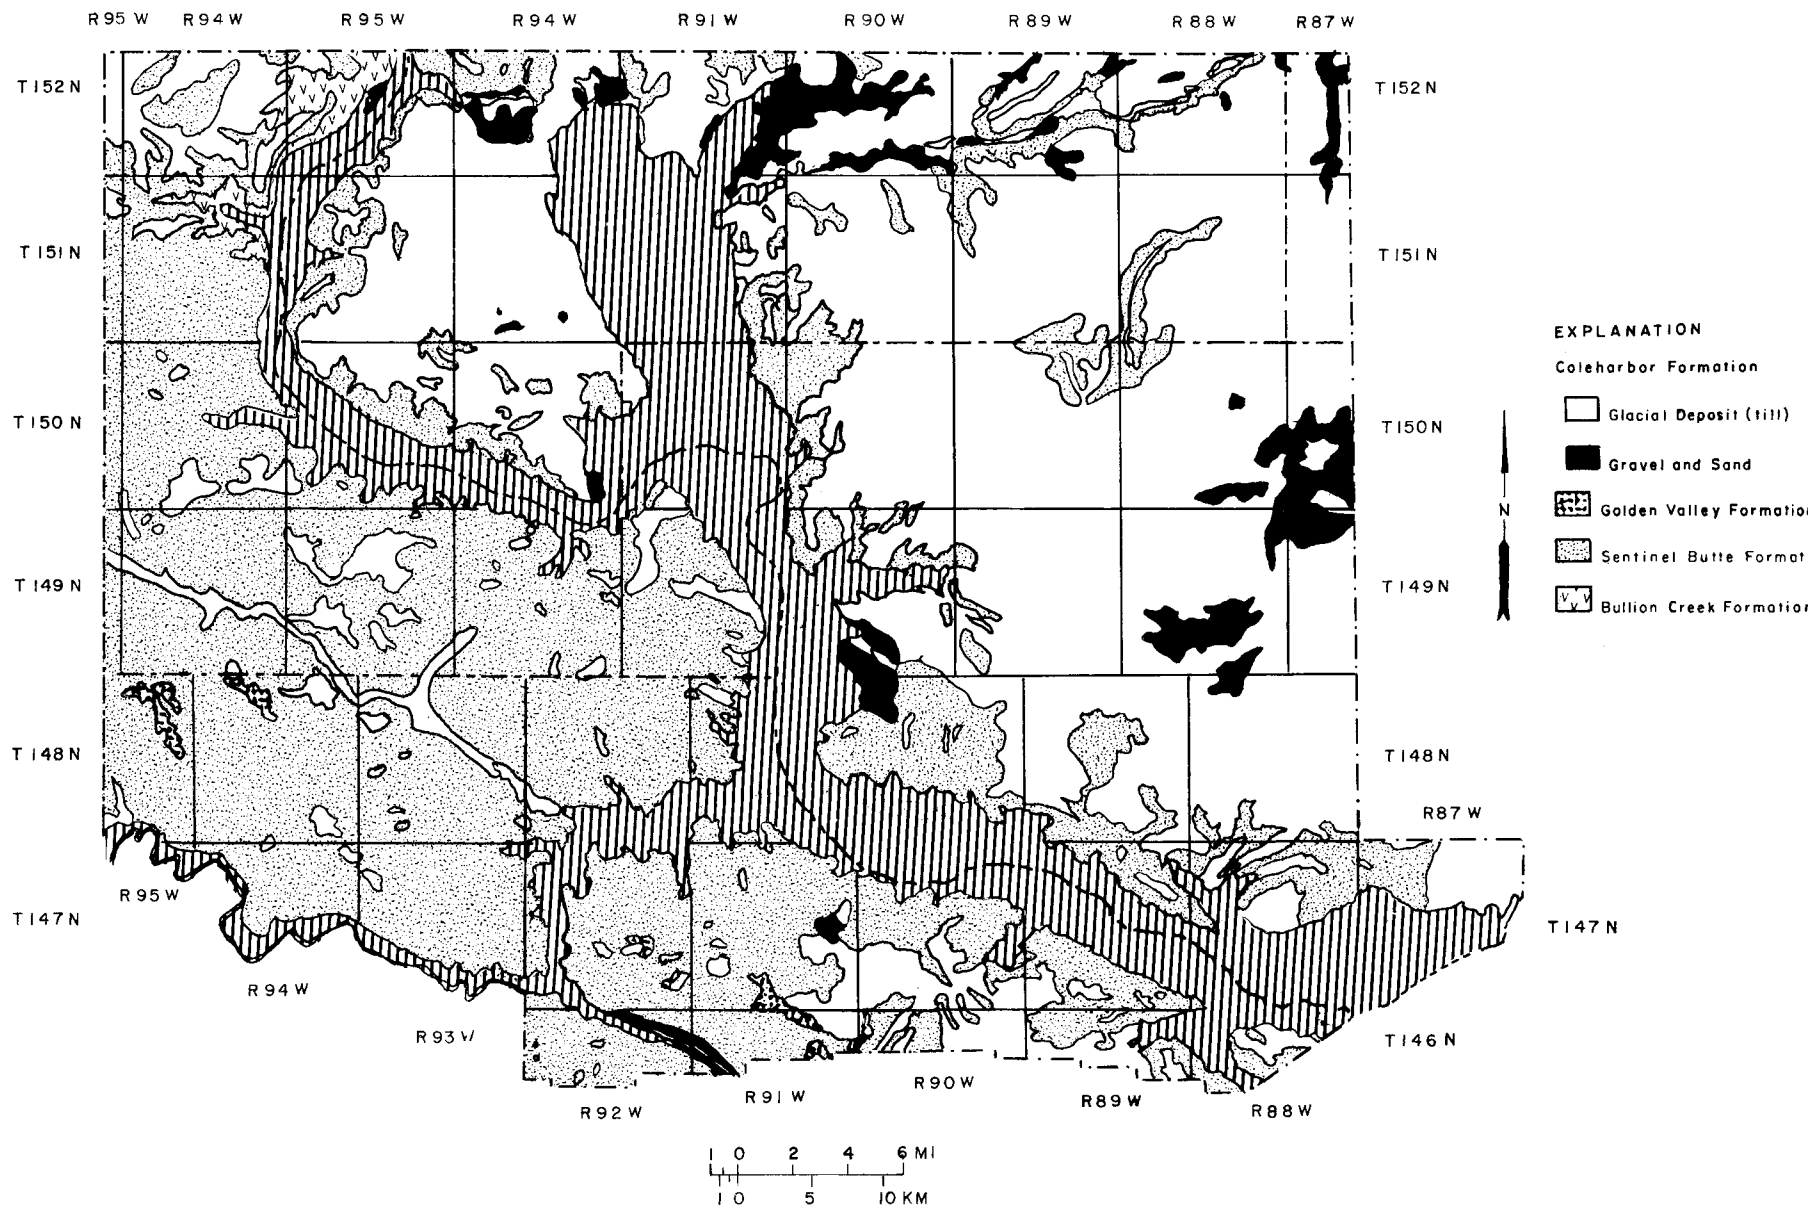 R95W R94W R95W R94W R91W R90W R89W R88W R87W
T152N T152N
T151N T151N
EXPLANATION
Coleharbor Formation
Glacial Deposit (till)
T150N T150N
Gravel and Sand
N
Golden Valley Formation
Sentinel Butte Format
T149N T149N
Bullion Creek Formation
T148N T148N
R87W
R95W
T147N T147N
R94W
R93W
T146N
R92W R91W R90W R89W R88W
1 0 2 4 6 MI
1 0 5 10 KM